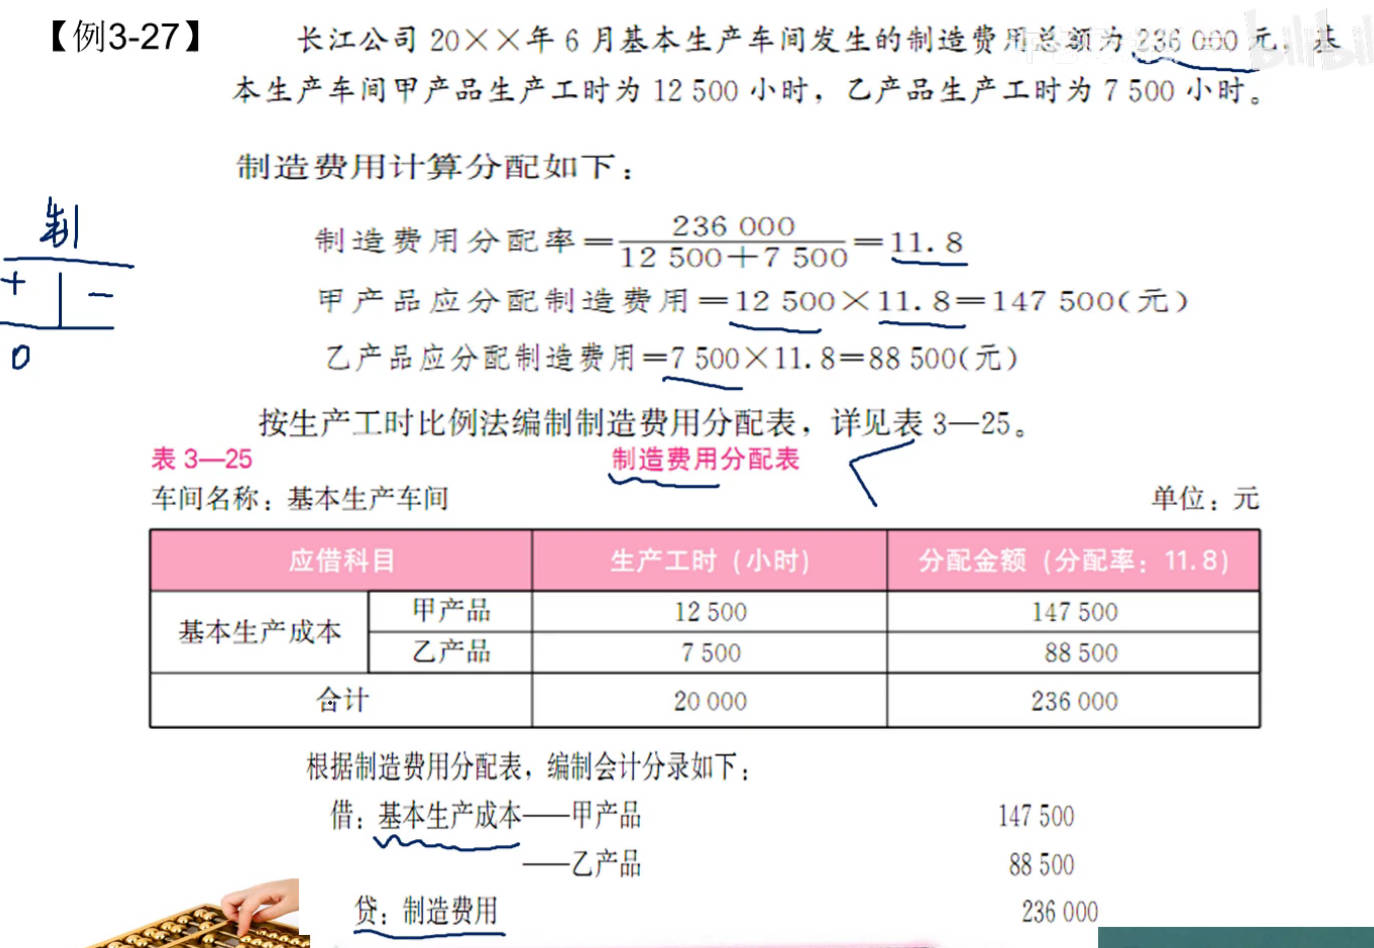 【例3-27】
长江公司 20××年 6 月基本生产车间发生的制造费用总额为 236 000 元，基
本生产车间甲产品生产工时为 12 500 小时，乙产品生产工时为 7 500 小时。
制造费用计算分配如下：
制
+ -
0
制造费用分配率＝236 000/(12 500＋7 500)＝11.8
甲产品应分配制造费用＝12 500×11.8＝147 500(元)
乙产品应分配制造费用＝7 500×11.8＝88 500(元)
按生产工时比例法编制制造费用分配表，详见表 3—25。
表 3—25 制造费用分配表
车间名称：基本生产车间 单位：元
应借科目 生产工时（小时） 分配金额（分配率：11.8）
基本生产成本 甲产品 12 500 147 500
乙产品 7 500 88 500
合计 20 000 236 000
根据制造费用分配表，编制会计分录如下：
借：基本生产成本——甲产品 147 500
——乙产品 88 500
贷：制造费用 236 000
bilibili